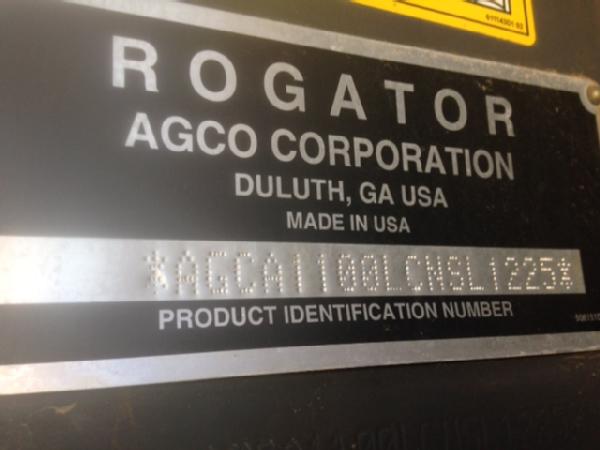 ROGATOR
AGCO CORPORATION
DULUTH, GA USA
MADE IN USA
*AGCA1100LCNSL1225*
PRODUCT IDENTIFICATION NUMBER